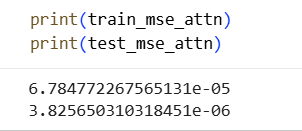 print(train_mse_attn)
print(test_mse_attn)
6.784772267565131e-05
3.825650310318451e-06